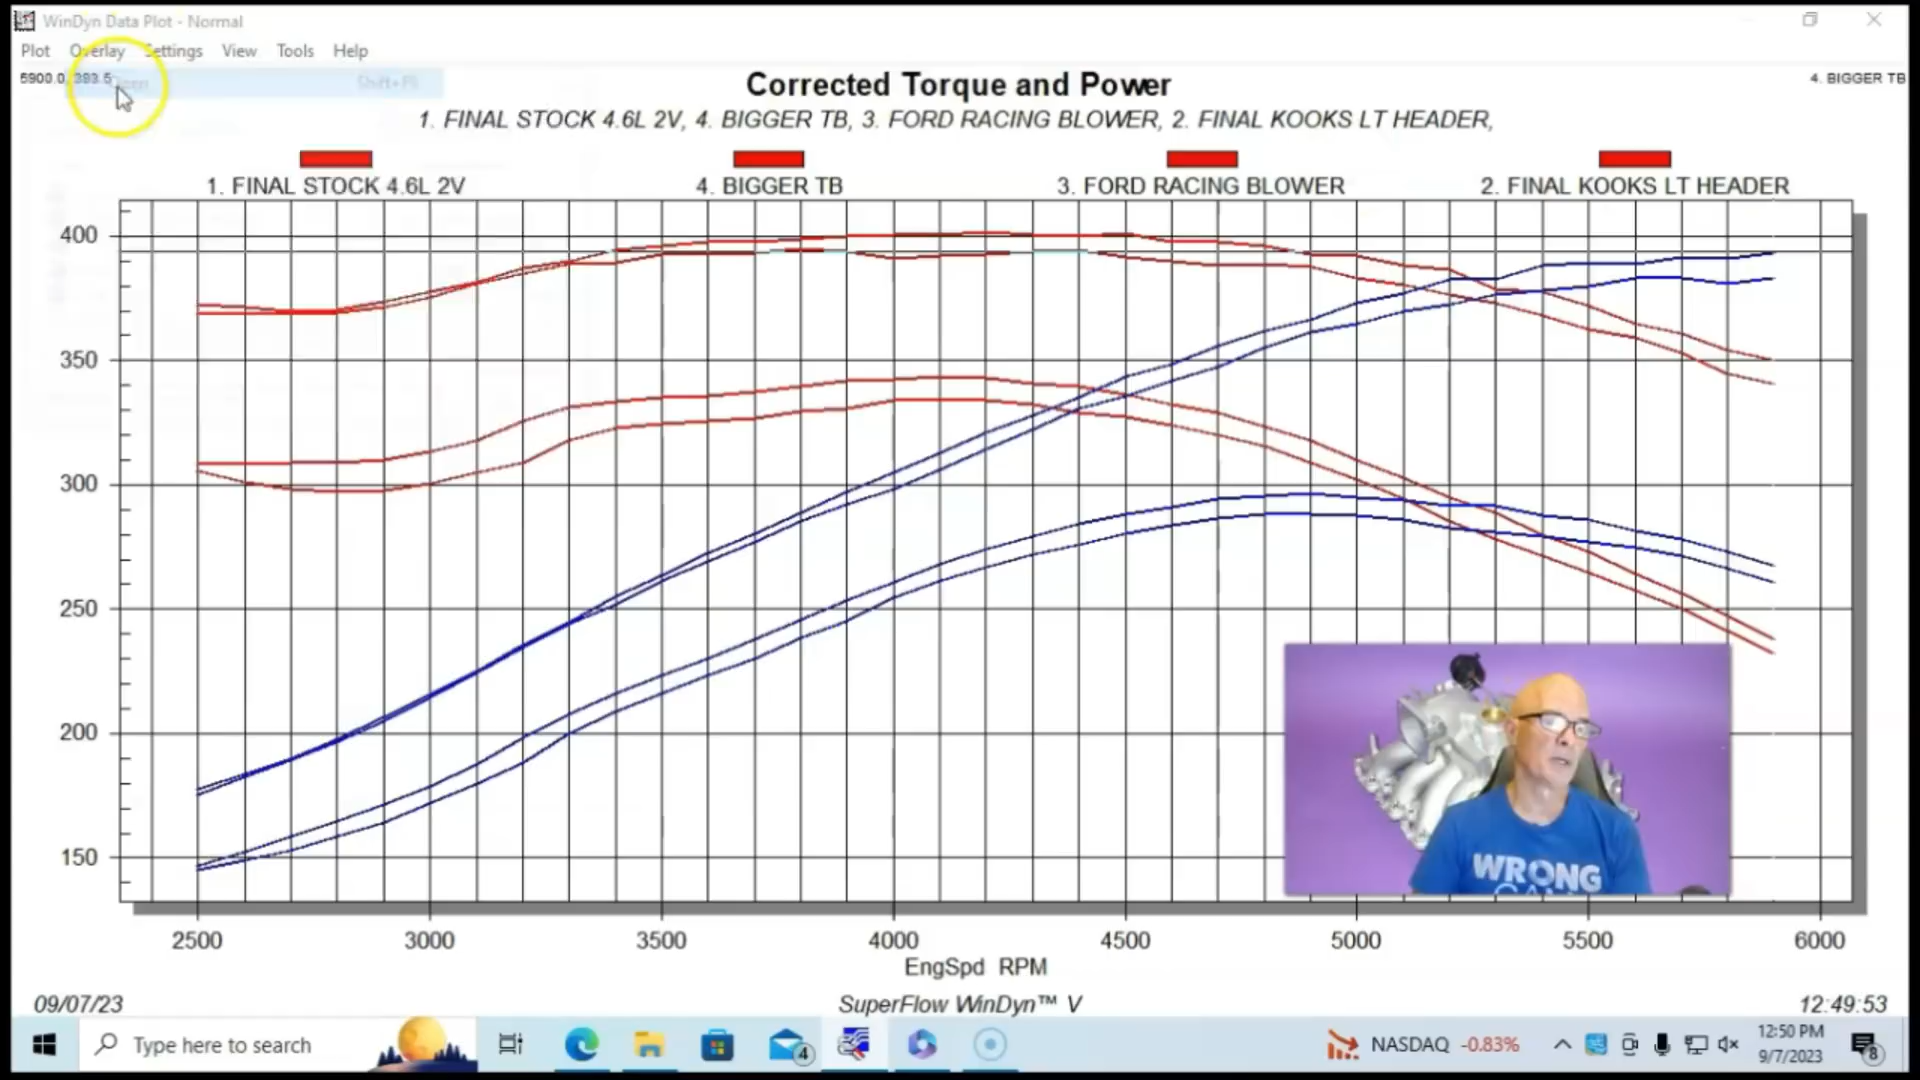 WinDyn Data Plot - Normal
Plot Overlay Settings View Tools Help
Open Shift+F5
5900.0, 393.5
4. BIGGER TB
Corrected Torque and Power
1. FINAL STOCK 4.6L 2V, 4. BIGGER TB, 3. FORD RACING BLOWER, 2. FINAL KOOKS LT HEADER,
1. FINAL STOCK 4.6L 2V 4. BIGGER TB 3. FORD RACING BLOWER 2. FINAL KOOKS LT HEADER
400
350
300
250
200
150
WRONG
2500 3000 3500 4000 4500 5000 5500 6000
EngSpd RPM
09/07/23 SuperFlow WinDyn™ V 12:49:53
Type here to search
4
NASDAQ -0.83%
12:50 PM
9/7/2023
8